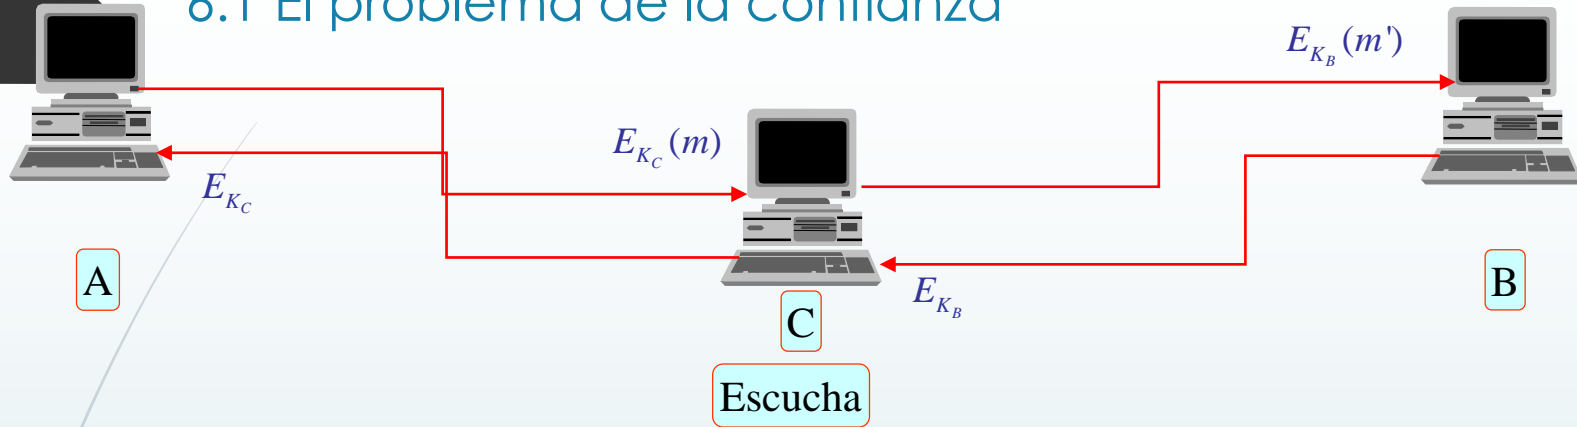 6.1 El problema de la confianza
E_{K_B}(m')
E_{K_C}(m)
E_{K_C}
A
B
E_{K_B}
C
Escucha